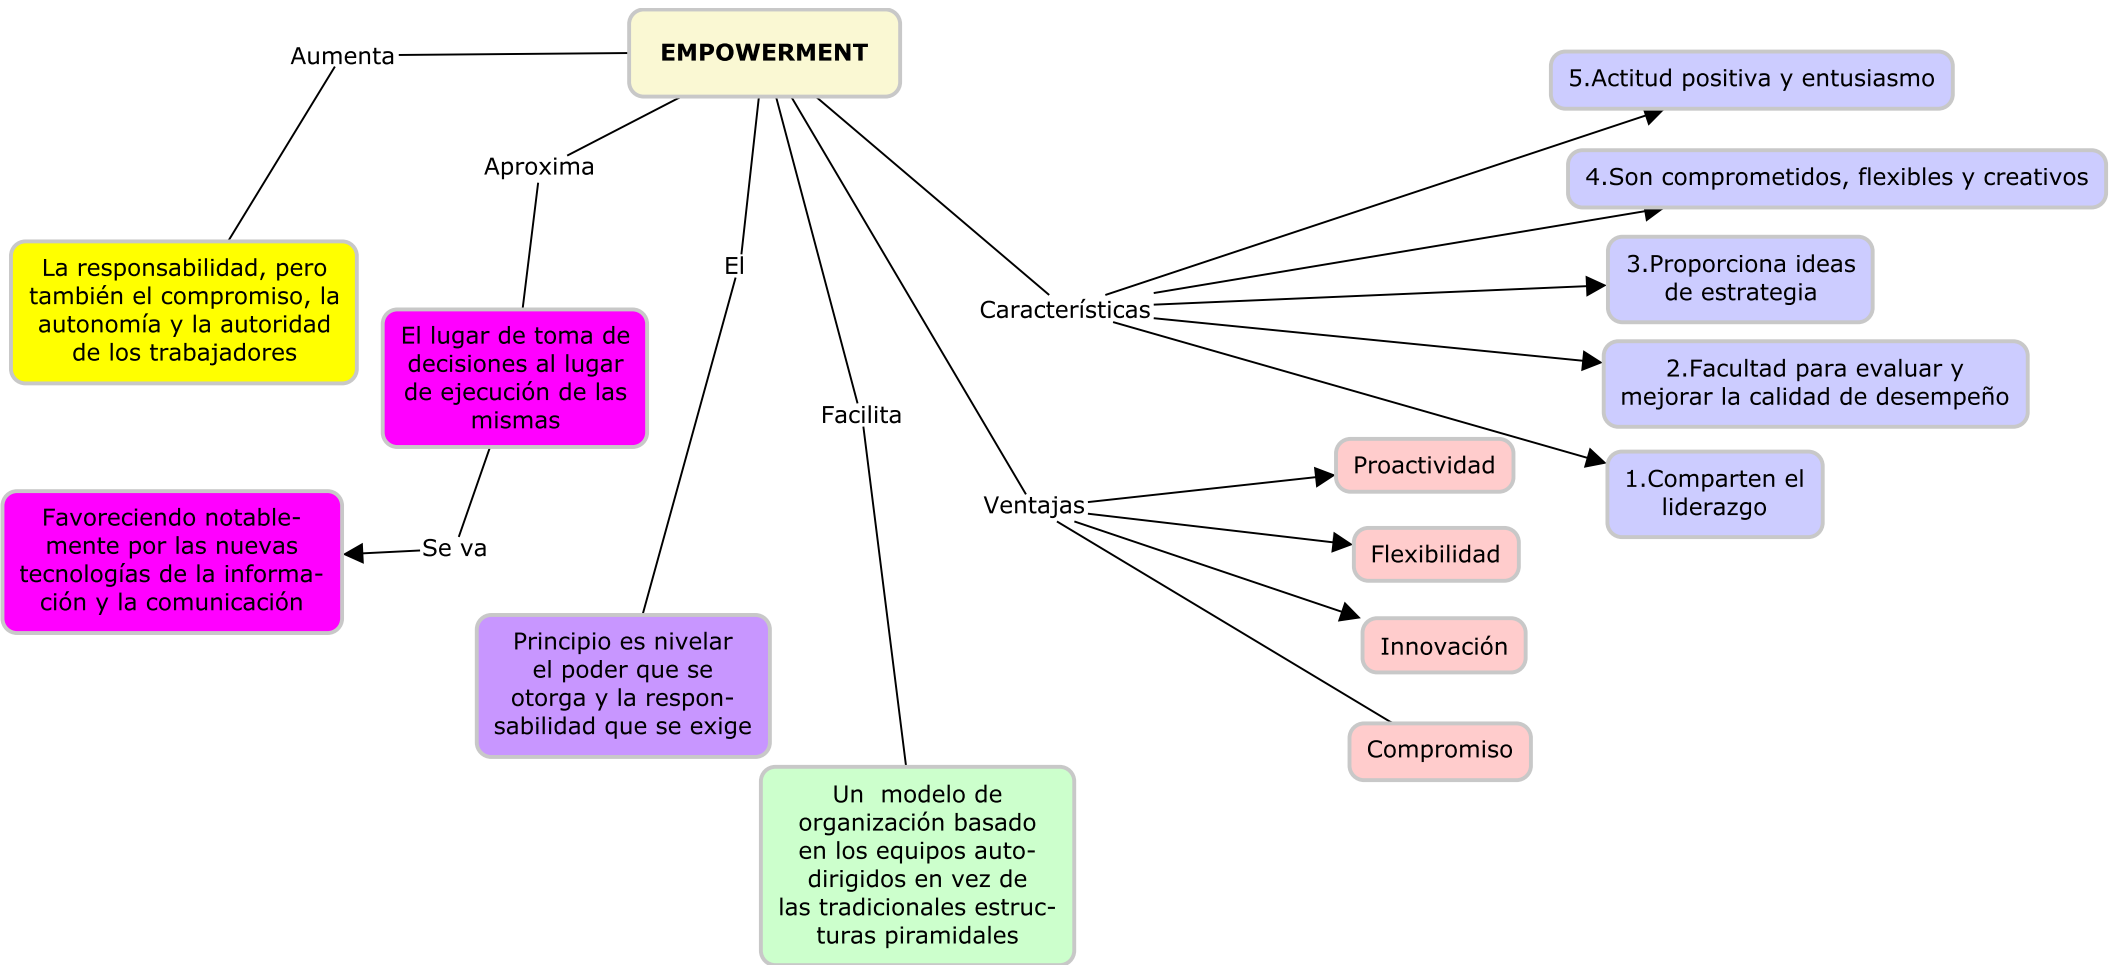 EMPOWERMENT
Aumenta
La responsabilidad, pero
también el compromiso, la
autonomía y la autoridad
de los trabajadores
Aproxima
El lugar de toma de
decisiones al lugar
de ejecución de las
mismas
Se va
Favoreciendo notable-
mente por las nuevas
tecnologías de la informa-
ción y la comunicación
El
Principio es nivelar
el poder que se
otorga y la respon-
sabilidad que se exige
Facilita
Un  modelo de
organización basado
en los equipos auto-
dirigidos en vez de
las tradicionales estruc-
turas piramidales
Ventajas
Proactividad
Flexibilidad
Innovación
Compromiso
Características
5.Actitud positiva y entusiasmo
4.Son comprometidos, flexibles y creativos
3.Proporciona ideas
de estrategia
2.Facultad para evaluar y
mejorar la calidad de desempeño
1.Comparten el
liderazgo